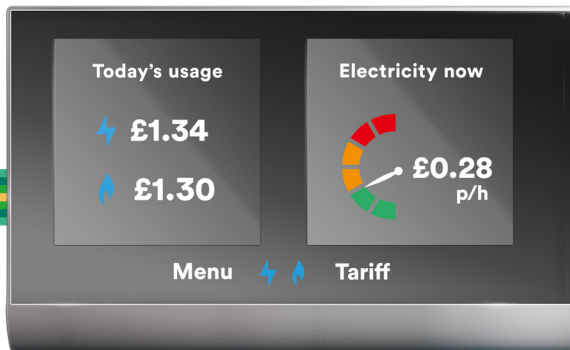 Today's usage
£1.34
£1.30
Electricity now
£0.28
p/h
Menu
Tariff